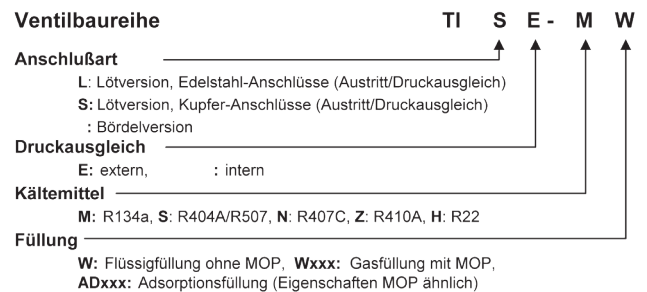 Ventilbaureihe TI S E - M W
Anschlußart
L: Lötversion, Edelstahl-Anschlüsse (Austritt/Druckausgleich)
S: Lötversion, Kupfer-Anschlüsse (Austritt/Druckausgleich)
: Bördelversion
Druckausgleich
E: extern, : intern
Kältemittel
M: R134a, S: R404A/R507, N: R407C, Z: R410A, H: R22
Füllung
W: Flüssigfüllung ohne MOP, Wxxx: Gasfüllung mit MOP,
ADxxx: Adsorptionsfüllung (Eigenschaften MOP ähnlich)